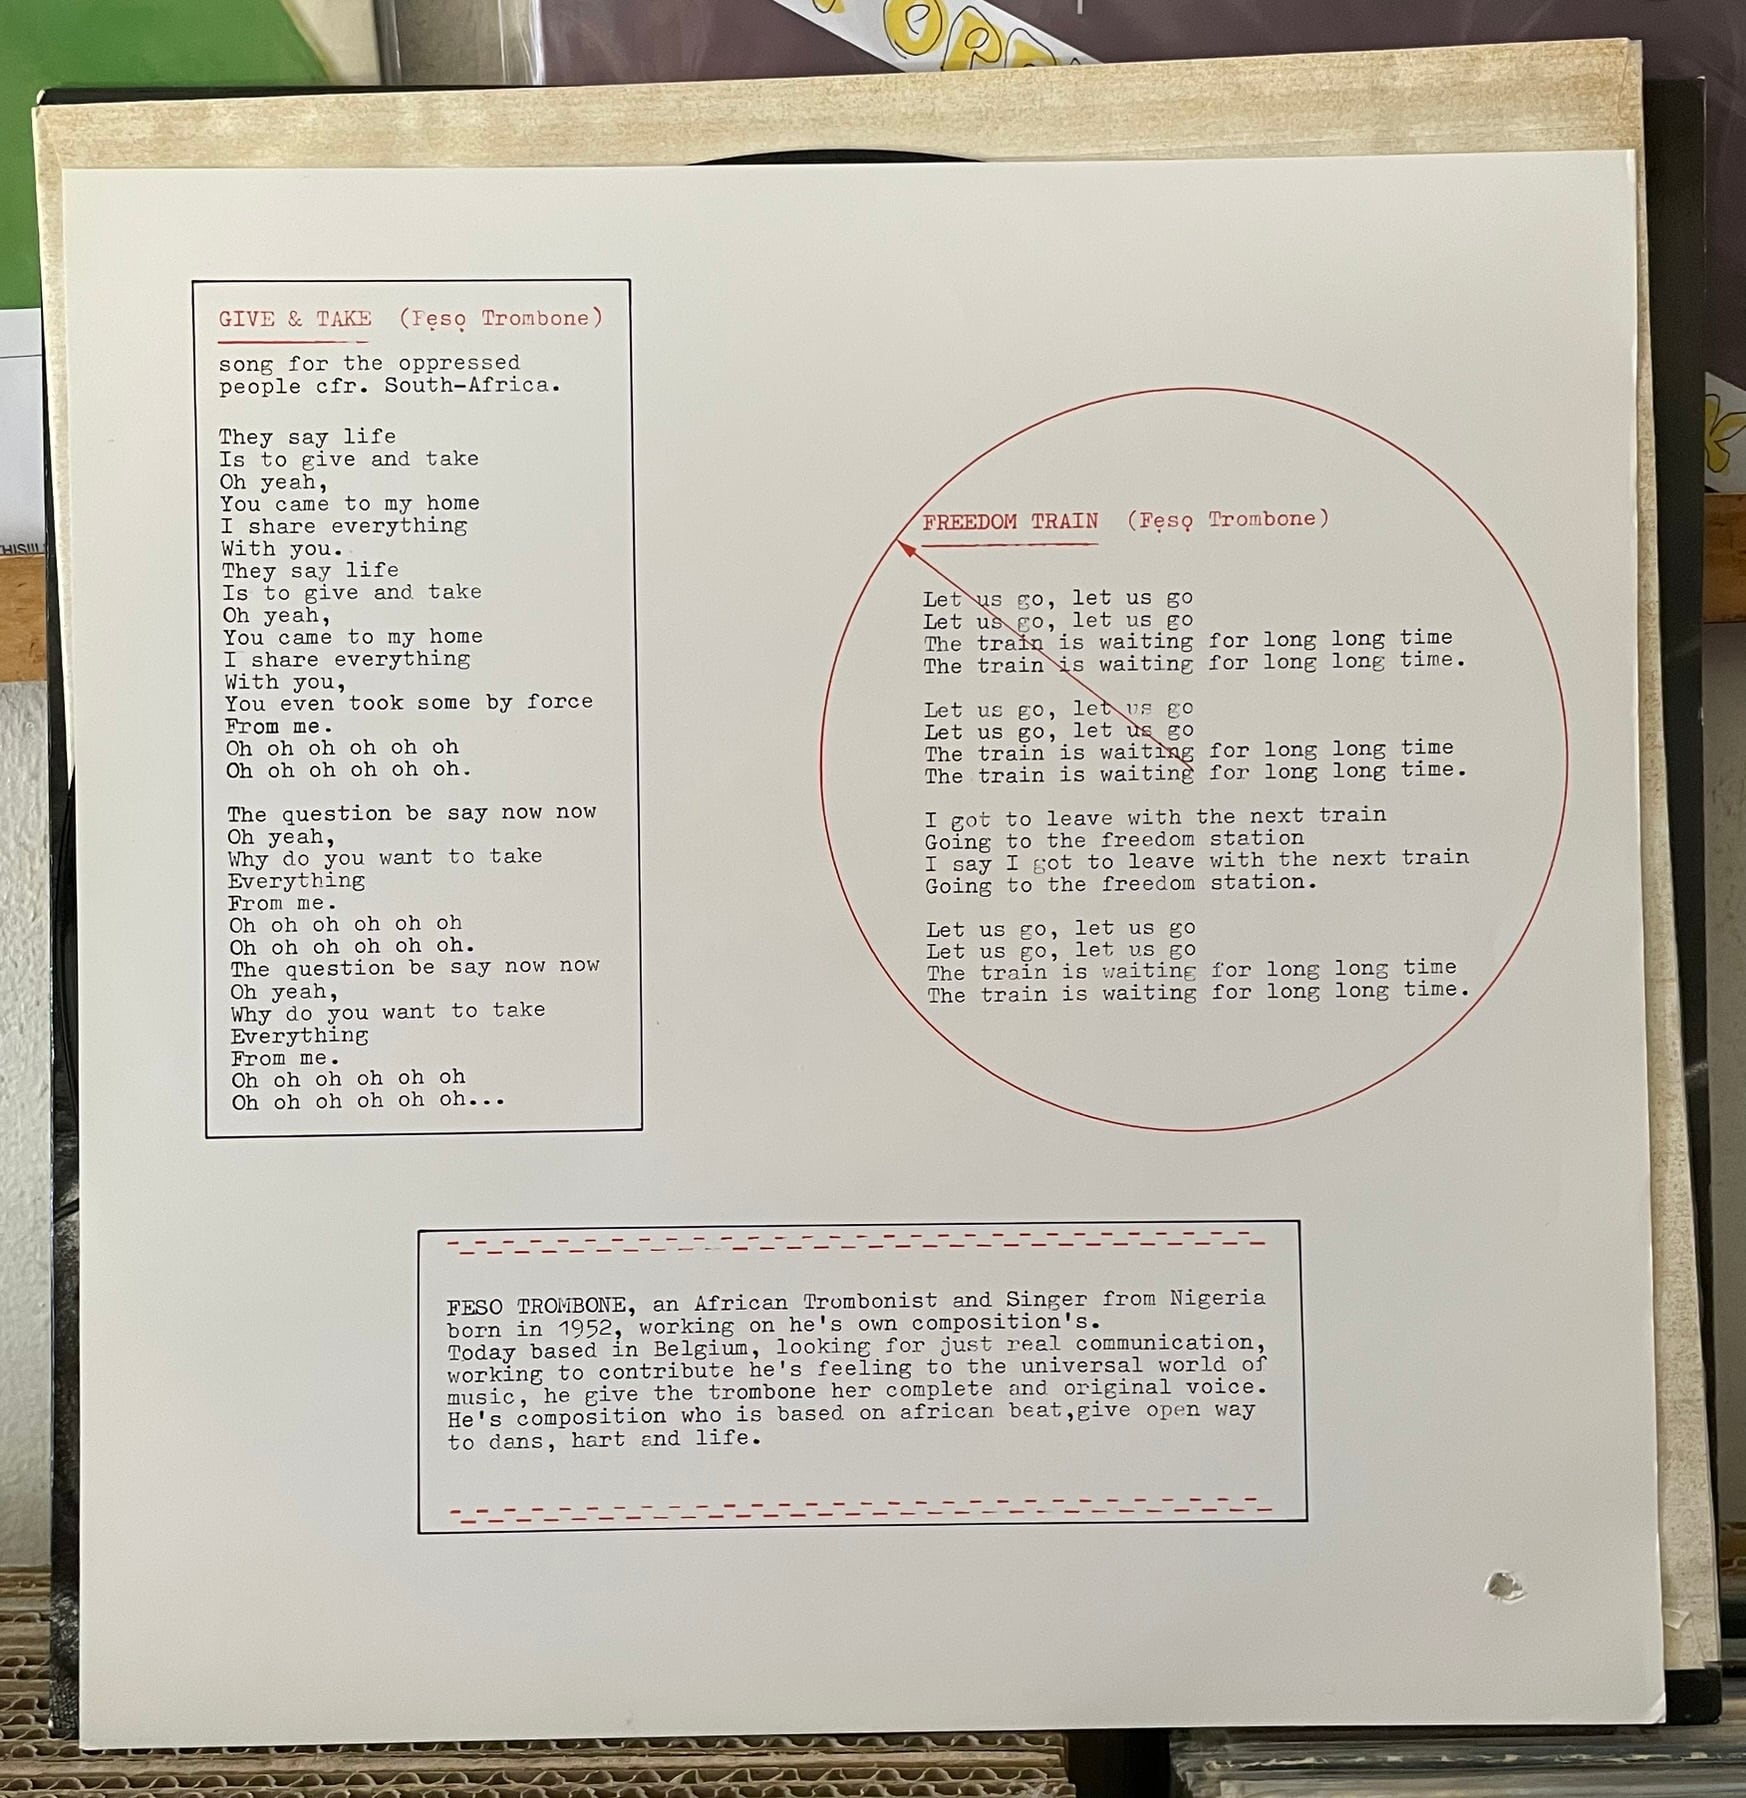 OPE
THIS!!!
GIVE & TAKE (Fẹsọ Trombone)
song for the oppressed
people cfr. South-Africa.
They say life
Is to give and take
Oh yeah,
You came to my home
I share everything
With you.
They say life
Is to give and take
Oh yeah,
You came to my home
I share everything
With you,
You even took some by force
From me.
Oh oh oh oh oh oh
Oh oh oh oh oh oh.
The question be say now now
Oh yeah,
Why do you want to take
Everything
From me.
Oh oh oh oh oh oh
Oh oh oh oh oh oh.
The question be say now now
Oh yeah,
Why do you want to take
Everything
From me.
Oh oh oh oh oh oh
Oh oh oh oh oh oh...
FREEDOM TRAIN (Fẹsọ Trombone)
Let us go, let us go
Let us go, let us go
The train is waiting for long long time
The train is waiting for long long time.
Let us go, let us go
Let us go, let us go
The train is waiting for long long time
The train is waiting for long long time.
I got to leave with the next train
Going to the freedom station
I say I got to leave with the next train
Going to the freedom station.
Let us go, let us go
Let us go, let us go
The train is waiting for long long time
The train is waiting for long long time.
FESO TROMBONE, an African Trombonist and Singer from Nigeria
born in 1952, working on he's own composition's.
Today based in Belgium, looking for just real communication,
working to contribute he's feeling to the universal world of
music, he give the trombone her complete and original voice.
He's composition who is based on african beat,give open way
to dans, hart and life.